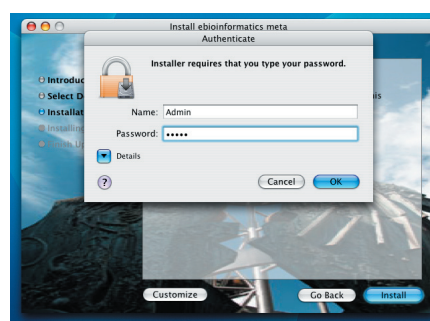 Install ebioinformatics meta
Authenticate
Installer requires that you type your password.
Introduc
Select D
Installat
Installing
Name: Admin
Password: •••••
Details
?
Cancel
OK
is
Customize
Go Back
Install